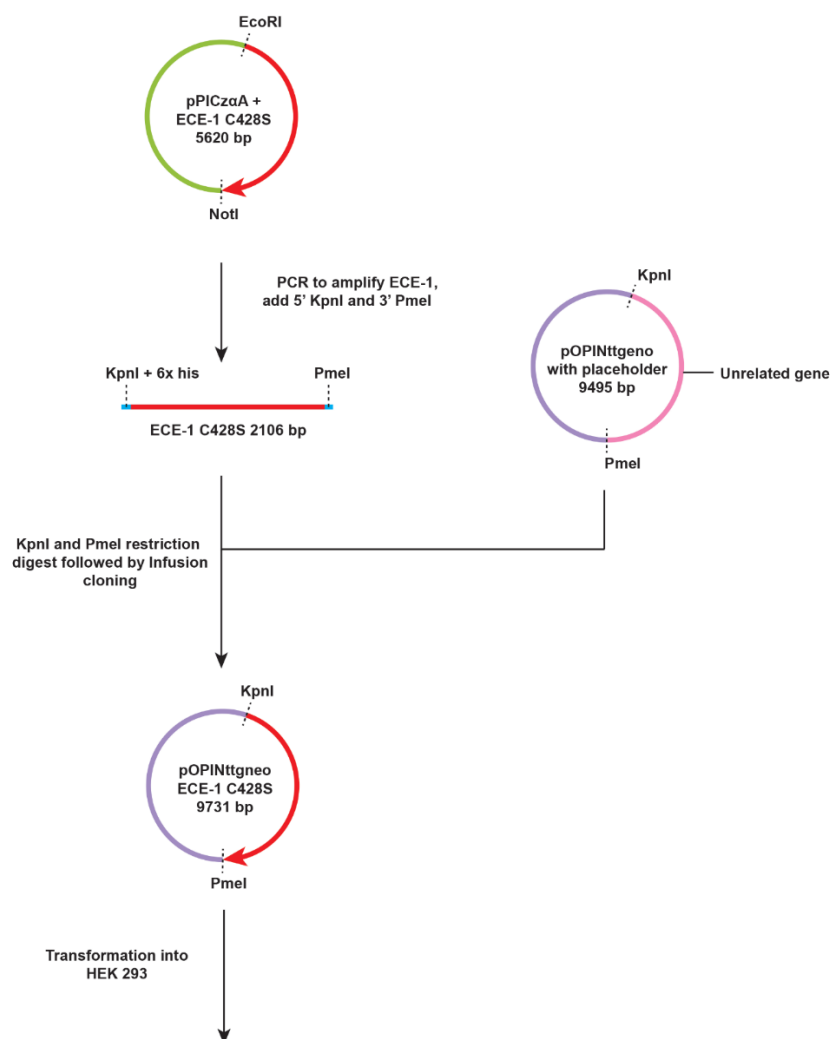 EcoRI
pPICzαA +
ECE-1 C428S
5620 bp
NotI
PCR to amplify ECE-1,
add 5' KpnI and 3' PmeI
KpnI + 6x his
PmeI
ECE-1 C428S 2106 bp
KpnI
pOPINttgeno
with placeholder
9495 bp
Unrelated gene
PmeI
KpnI and PmeI restriction
digest followed by Infusion
cloning
KpnI
pOPINttgneo
ECE-1 C428S
9731 bp
PmeI
Transformation into
HEK 293